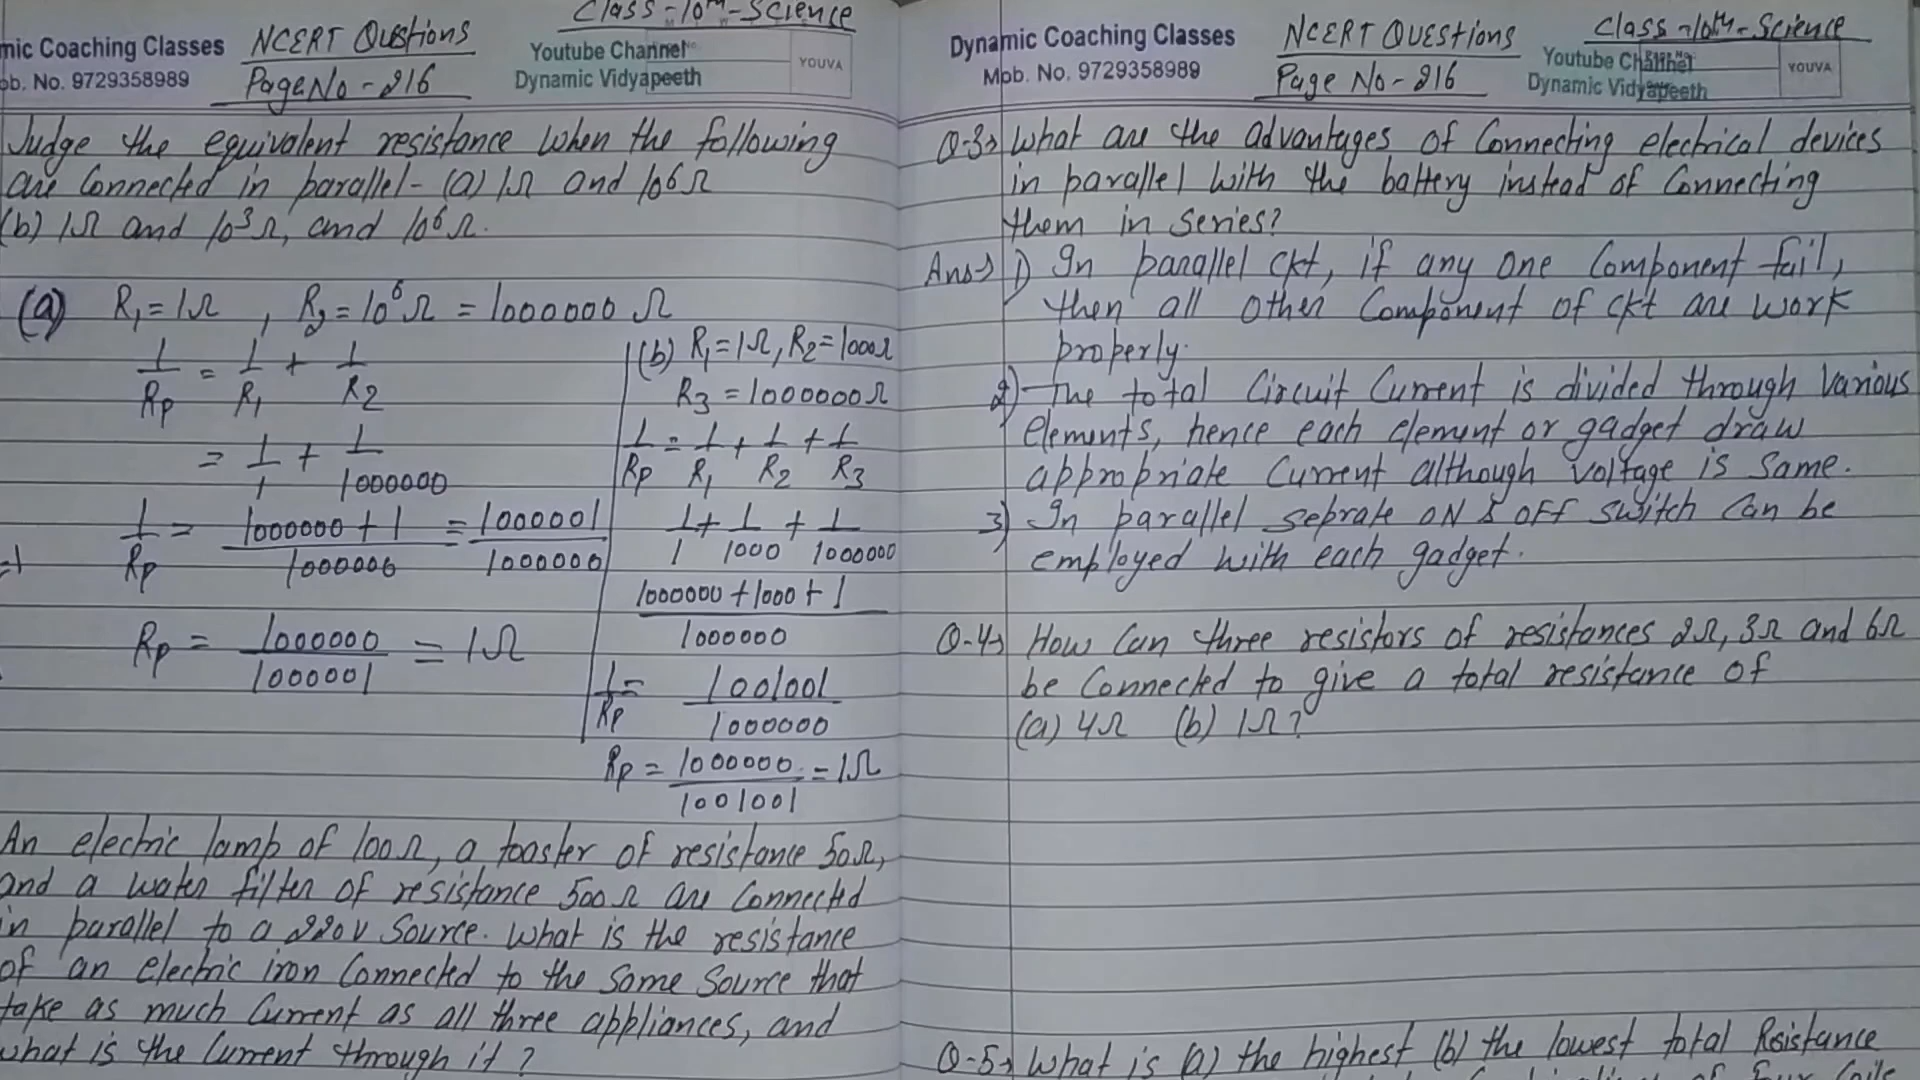 Class-10th-Science
mic Coaching Classes
NCERT Qustions
Youtube Channel
YOUVA
ob. No. 9729358989
Page No - 216
Dynamic Vidyapeeth
Judge the equivalent resistance when the following
are Connected in parallel - (a) 1Ω and 106Ω
(b) 1Ω and 10³Ω, and 10⁶Ω.
(a) R₁ = 1Ω , R₂ = 10⁶Ω = 1000000 Ω
1/Rp = 1/R₁ + 1/R₂
= 1/1 + 1/1000000
1/Rp = 1000000 + 1/1000000 = 1000001/1000000
Rp = 1000000/1000001 = 1Ω
(b) R₁ = 1Ω, R₂ = 1000Ω
R₃ = 1000000Ω
1/Rp = 1/R₁ + 1/R₂ + 1/R₃
1/1 + 1/1000 + 1/1000000
1000000 + 1000 + 1/1000000
1/Rp = 1001001/1000000
Rp = 1000000/1001001 = 1Ω
An electric lamp of 100Ω, a toaster of resistance 50Ω,
and a water filter of resistance 500Ω are Connected
in parallel to a 220V Source. What is the resistance
of an electric iron Connected to the Same Source that
take as much Current as all three appliances, and
what is the Current through it?
Class-10th-Science
Dynamic Coaching Classes
NCERT QUESTIONS
Youtube Channel
YOUVA
Mob. No. 9729358989
Page No - 216
Dynamic Vidyapeeth
Q-3→ What are the advantages of Connecting electrical devices
in parallel with the battery instead of Connecting
them in series?
Ans→ 1) In parallel ckt, if any one Component fail,
then all other Component of ckt are work
properly.
2) The total Circuit Current is divided through various
elements, hence each element or gadget draw
appropriate Current although voltage is same.
3) In parallel seprate ON & OFF switch can be
employed with each gadget.
Q-4→ How Can three resistors of resistances 2Ω, 3Ω and 6Ω
be Connected to give a total resistance of
(a) 4Ω (b) 1Ω?
Q-5→ What is (a) the highest (b) the lowest total Resistance
of four Coils